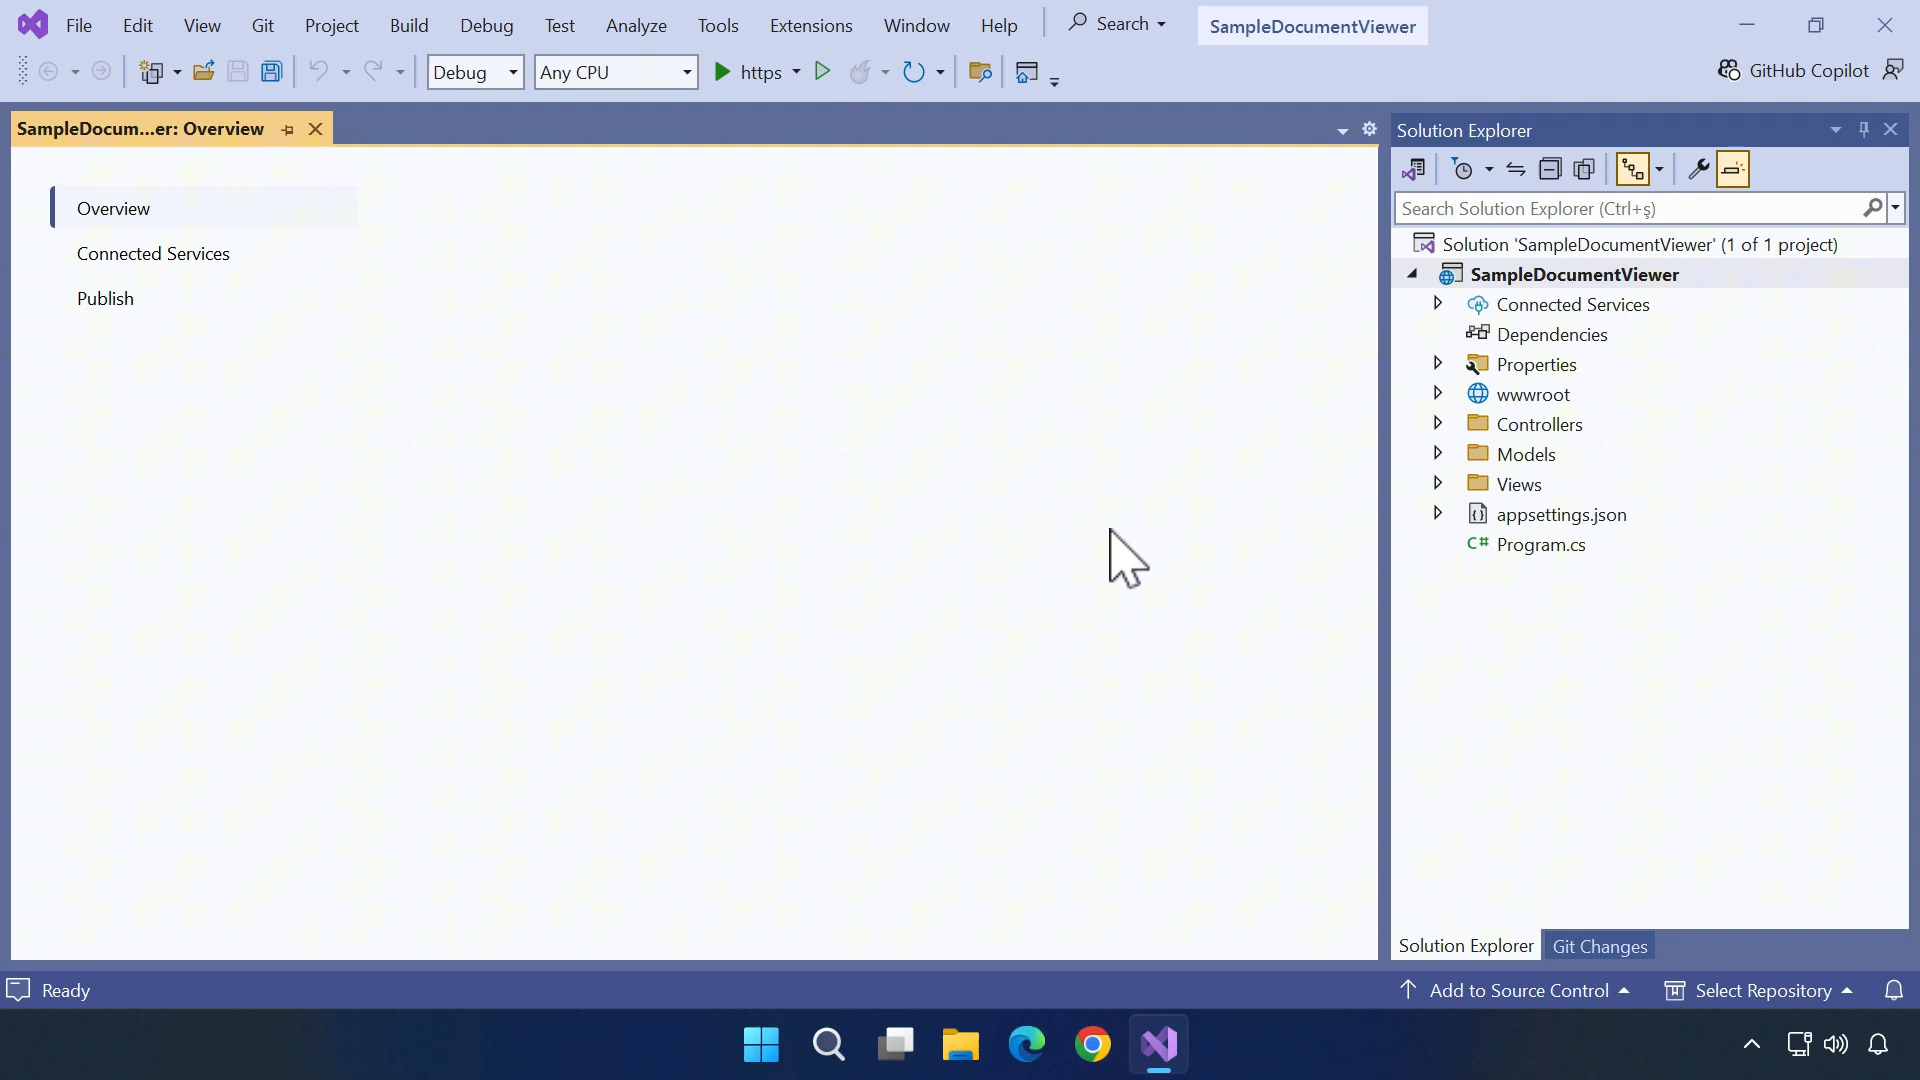 File Edit View Git Project Build Debug Test Analyze Tools Extensions Window Help Search SampleDocumentViewer
Debug Any CPU https GitHub Copilot
SampleDocum...er: Overview
Overview
Connected Services
Publish
Solution Explorer
Search Solution Explorer (Ctrl+ş)
Solution 'SampleDocumentViewer' (1 of 1 project)
SampleDocumentViewer
Connected Services
Dependencies
Properties
wwwroot
Controllers
Models
Views
appsettings.json
C# Program.cs
Solution Explorer Git Changes
Ready Add to Source Control Select Repository